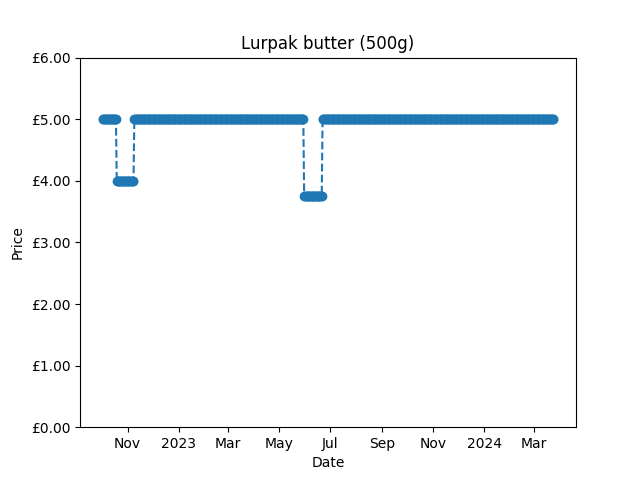 Lurpak butter (500g)
£6.00
£5.00
£4.00
£3.00
£2.00
£1.00
£0.00
Price
Nov 2023 Mar May Jul Sep Nov 2024 Mar
Date